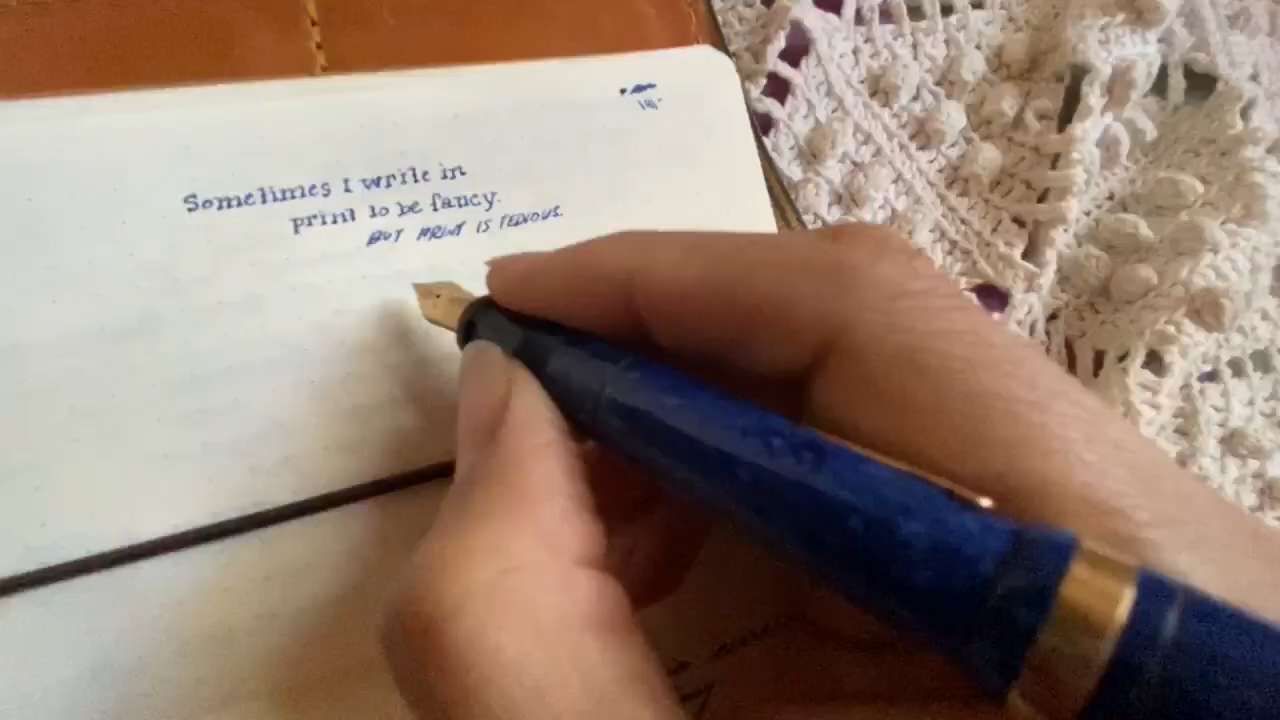 Sometimes I write in
print to be fancy.
BUT PRINT IS TEDIOUS.